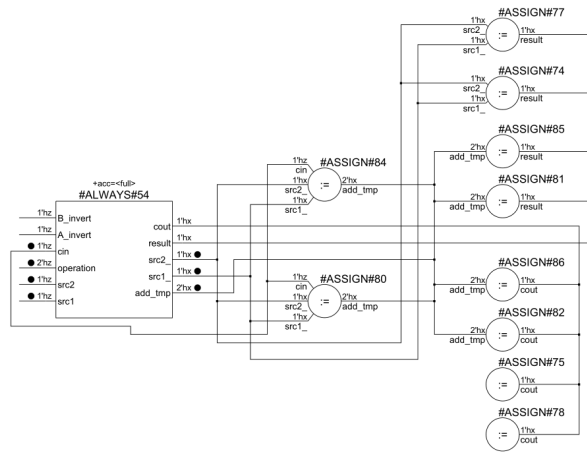 #ASSIGN#77
1'hx
src2_
1'hx
src1_
:=
1'hx
result
#ASSIGN#74
1'hx
src2_
1'hx
src1_
:=
1'hx
result
#ASSIGN#85
2'hx
add_tmp
:=
1'hx
result
#ASSIGN#81
2'hx
add_tmp
:=
1'hx
result
#ASSIGN#84
1'hz
cin
1'hx
src2_
1'hx
src1_
:=
2'hx
add_tmp
+acc=<full>
#ALWAYS#54
1'hz
B_invert
1'hz
A_invert
1'hz
cin
2'hz
operation
1'hz
src2
1'hz
src1
cout
1'hx
result
1'hx
src2_
1'hx
src1_
1'hx
add_tmp
2'hx
#ASSIGN#80
1'hz
cin
1'hx
src2_
1'hx
src1_
:=
2'hx
add_tmp
#ASSIGN#86
2'hx
add_tmp
:=
1'hx
cout
#ASSIGN#82
2'hx
add_tmp
:=
1'hx
cout
#ASSIGN#75
:=
1'hx
cout
#ASSIGN#78
:=
1'hx
cout